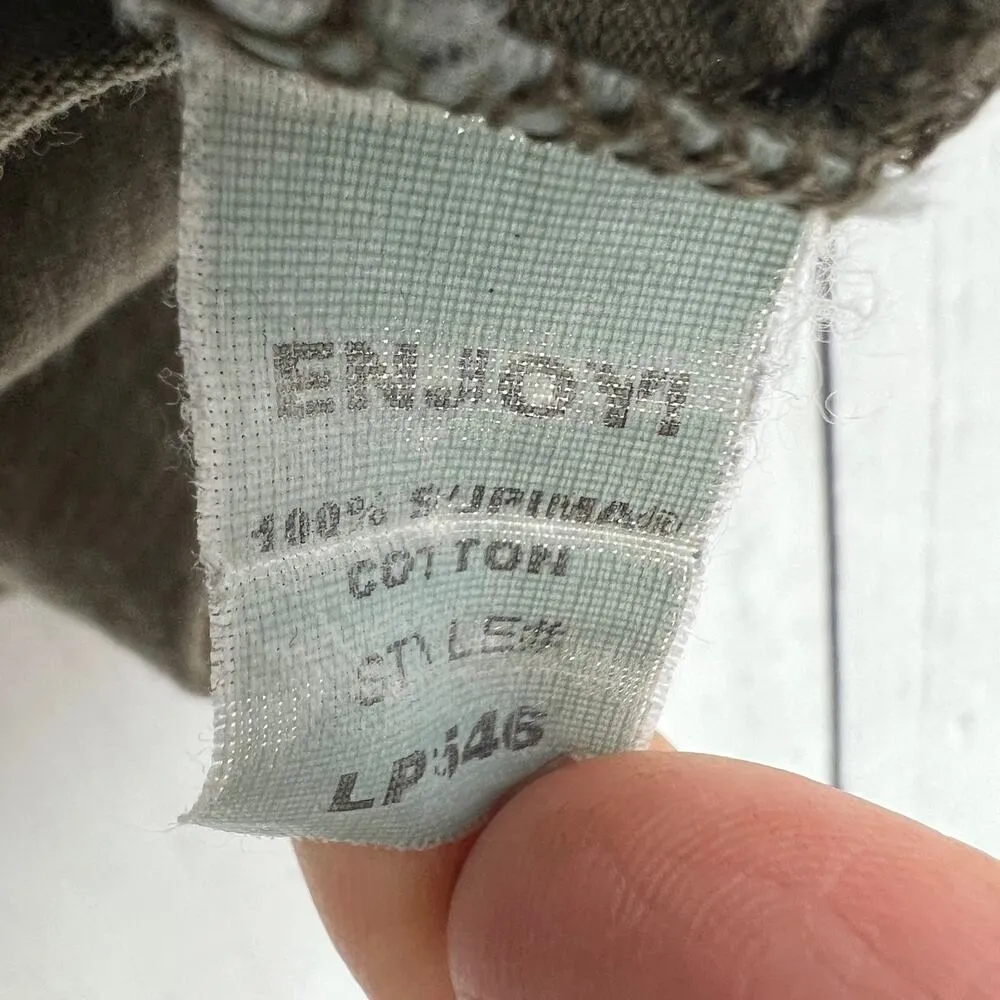 ENJOY!
100% SUPIMA®
COTTON
STYLE#
LP546